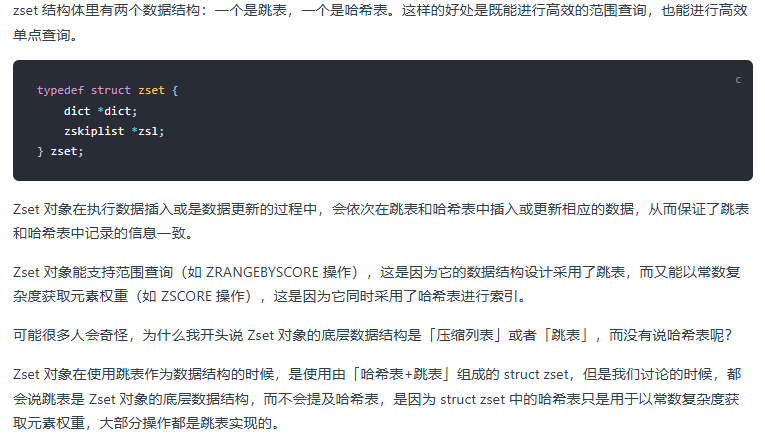 zset 结构体里有两个数据结构：一个是跳表，一个是哈希表。这样的好处是既能进行高效的范围查询，也能进行高效
单点查询。
c
typedef struct zset {
    dict *dict;
    zskiplist *zsl;
} zset;
Zset 对象在执行数据插入或是数据更新的过程中，会依次在跳表和哈希表中插入或更新相应的数据，从而保证了跳表
和哈希表中记录的信息一致。
Zset 对象能支持范围查询（如 ZRANGEBYSCORE 操作），这是因为它的数据结构设计采用了跳表，而又能以常数复
杂度获取元素权重（如 ZSCORE 操作），这是因为它同时采用了哈希表进行索引。
可能很多人会奇怪，为什么我开头说 Zset 对象的底层数据结构是「压缩列表」或者「跳表」，而没有说哈希表呢？
Zset 对象在使用跳表作为数据结构的时候，是使用由「哈希表+跳表」组成的 struct zset，但是我们讨论的时候，都
会说跳表是 Zset 对象的底层数据结构，而不会提及哈希表，是因为 struct zset 中的哈希表只是用于以常数复杂度获
取元素权重，大部分操作都是跳表实现的。